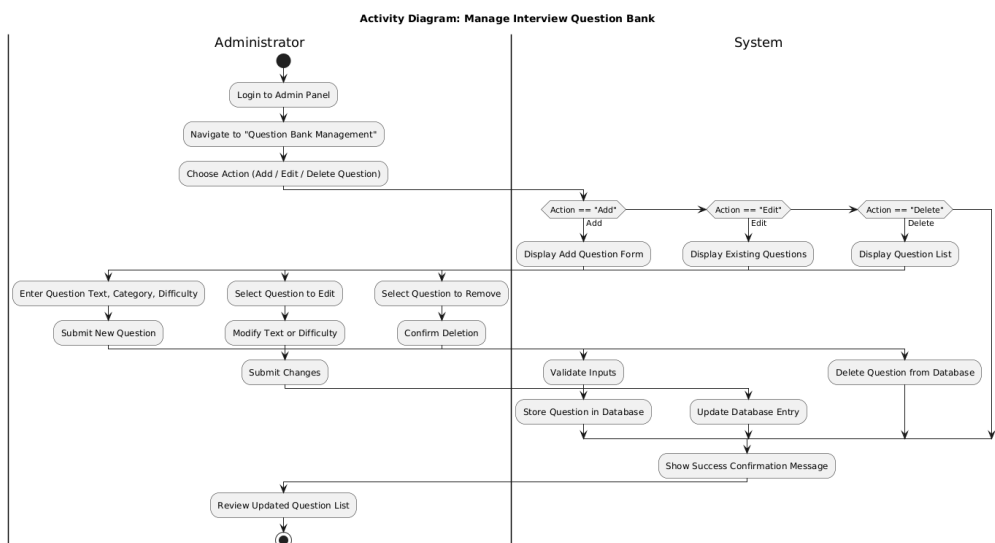 Activity Diagram: Manage Interview Question Bank
Administrator
System
Login to Admin Panel
Navigate to "Question Bank Management"
Choose Action (Add / Edit / Delete Question)
Action == "Add"
Action == "Edit"
Action == "Delete"
Add
Edit
Delete
Display Add Question Form
Display Existing Questions
Display Question List
Enter Question Text, Category, Difficulty
Select Question to Edit
Select Question to Remove
Submit New Question
Modify Text or Difficulty
Confirm Deletion
Submit Changes
Validate Inputs
Delete Question from Database
Store Question in Database
Update Database Entry
Show Success Confirmation Message
Review Updated Question List